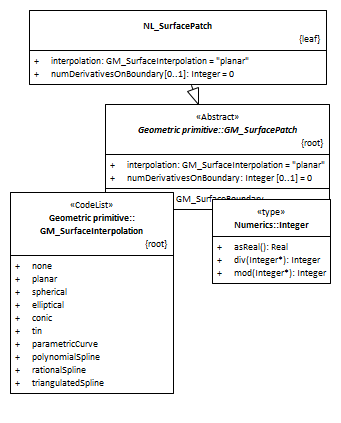 NL_SurfacePatch
{leaf}
+ interpolation: GM_SurfaceInterpolation = "planar"
+ numDerivativesOnBoundary[0..1]: Integer = 0
«Abstract»
Geometric primitive::GM_SurfacePatch
{root}
+ interpolation: GM_SurfaceInterpolation = "planar"
+ numDerivativesOnBoundary: Integer [0..1] = 0
GM_SurfaceBoundary
«CodeList»
Geometric primitive::
GM_SurfaceInterpolation
{root}
+ none
+ planar
+ spherical
+ elliptical
+ conic
+ tin
+ parametricCurve
+ polynomialSpline
+ rationalSpline
+ triangulatedSpline
«type»
Numerics::Integer
+ asReal(): Real
+ div(Integer*): Integer
+ mod(Integer*): Integer